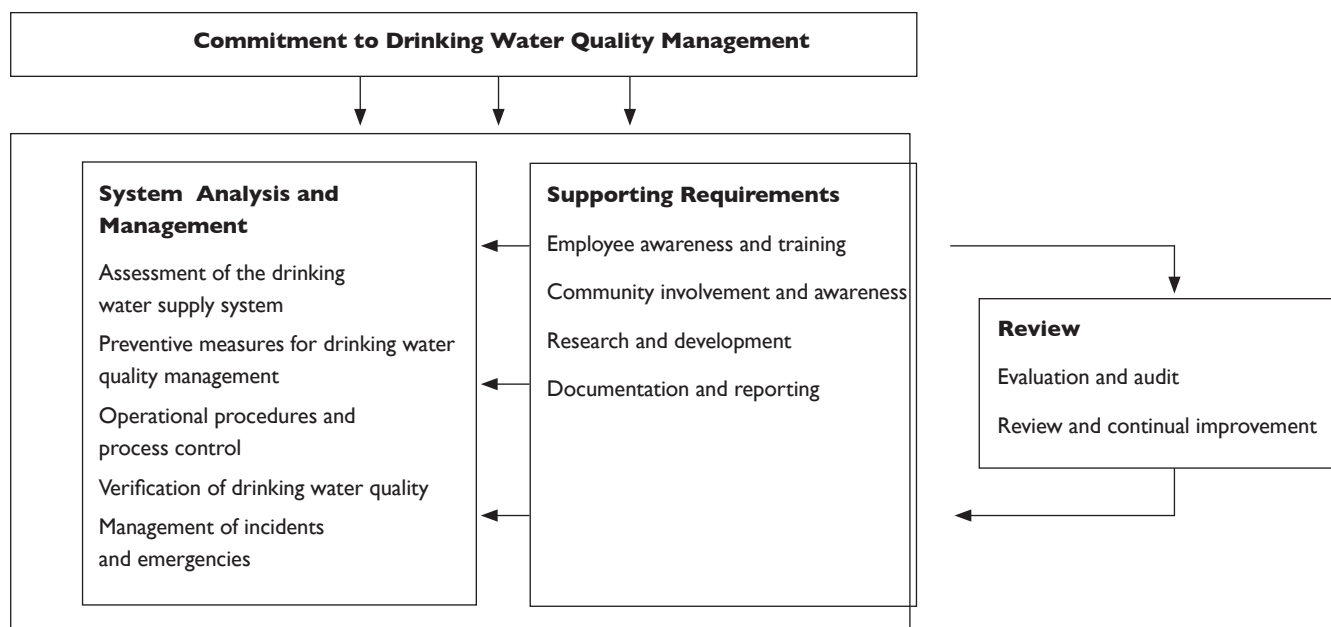 Commitment to Drinking Water Quality Management
System Analysis and
Management
Assessment of the drinking
water supply system
Preventive measures for drinking water
quality management
Operational procedures and
process control
Verification of drinking water quality
Management of incidents
and emergencies
Supporting Requirements
Employee awareness and training
Community involvement and awareness
Research and development
Documentation and reporting
Review
Evaluation and audit
Review and continual improvement